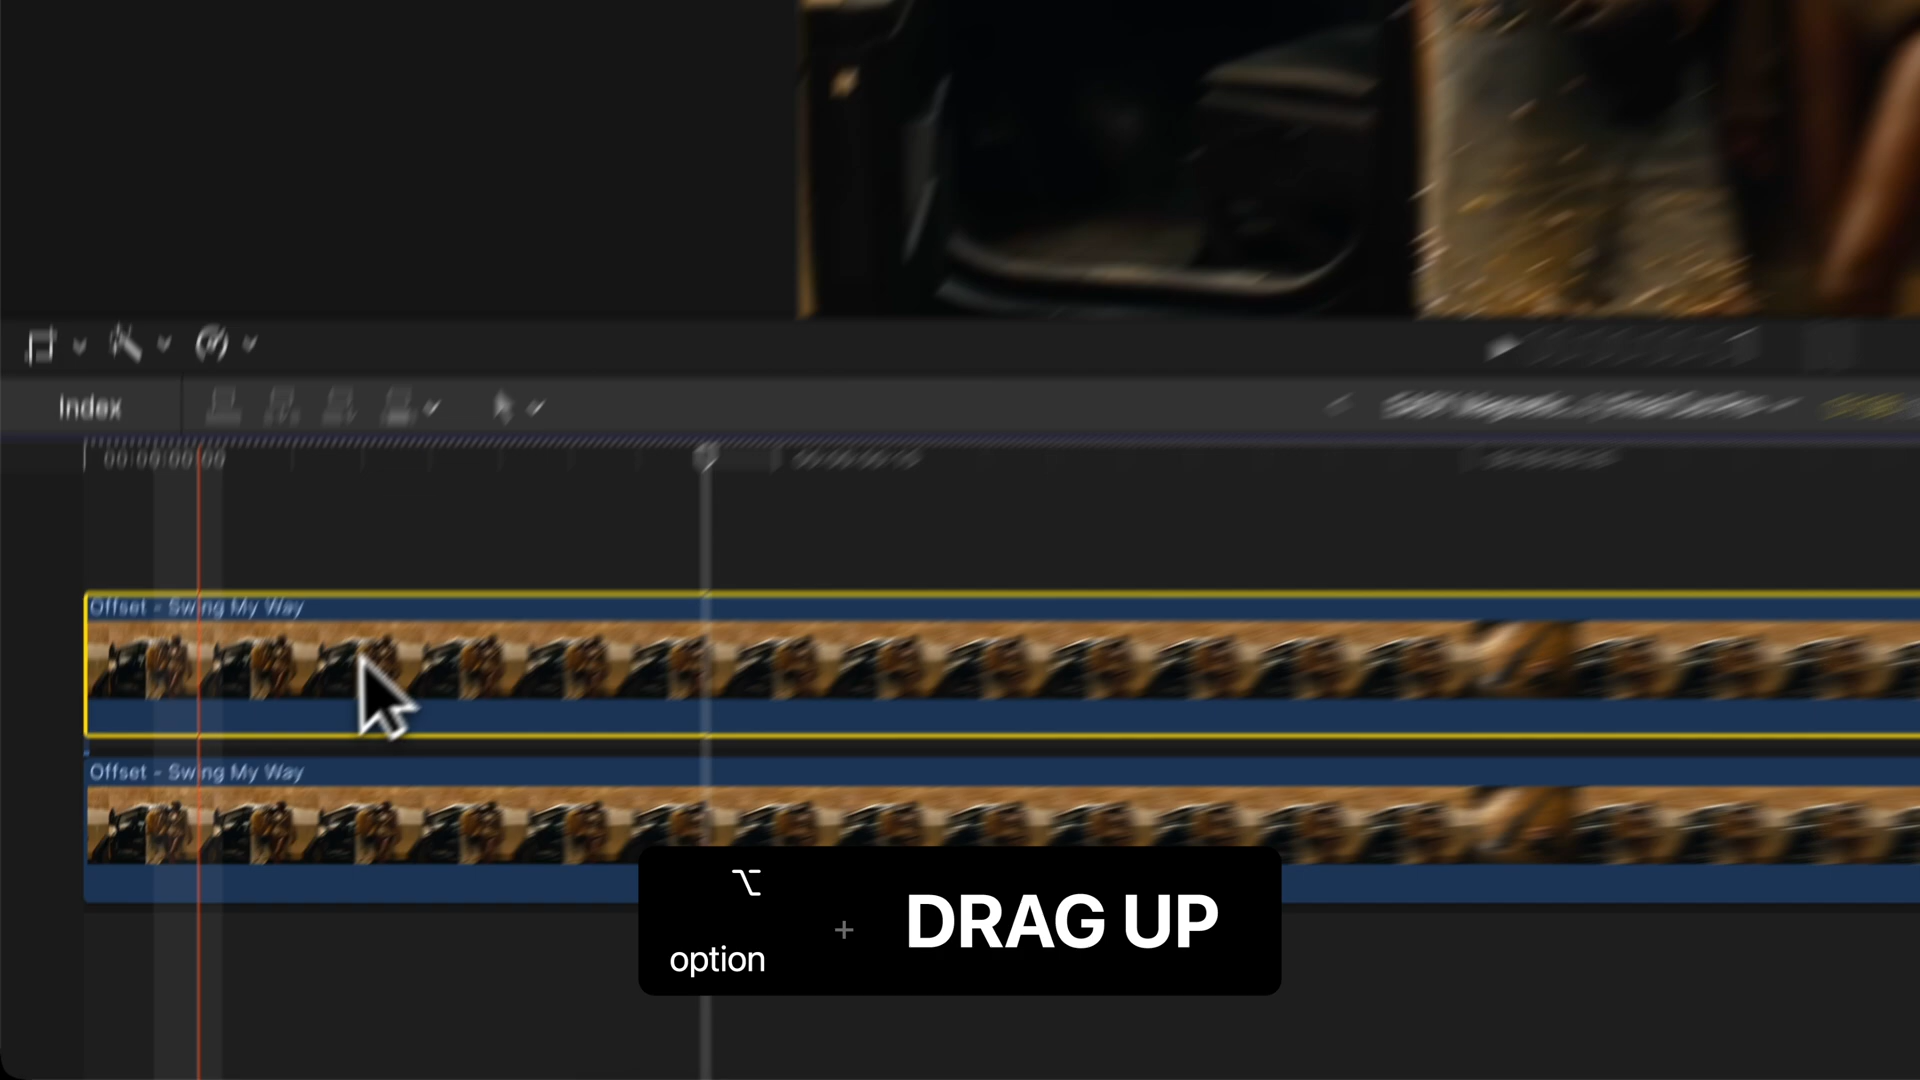 Index
00:00:00:00
Offset - Swing My Way
Offset - Swing My Way
⌥
option
+
DRAG UP